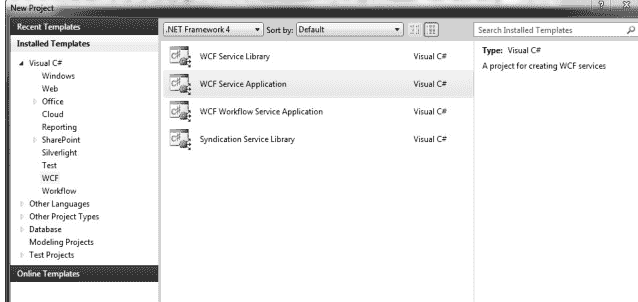 New Project
Recent Templates
Installed Templates
Visual C#
Windows
Web
Office
Cloud
Reporting
SharePoint
Silverlight
Test
WCF
Workflow
Other Languages
Other Project Types
Database
Modeling Projects
Test Projects
Online Templates
.NET Framework 4 Sort by: Default
WCF Service Library Visual C#
WCF Service Application Visual C#
WCF Workflow Service Application Visual C#
Syndication Service Library Visual C#
Search Installed Templates
Type: Visual C#
A project for creating WCF services